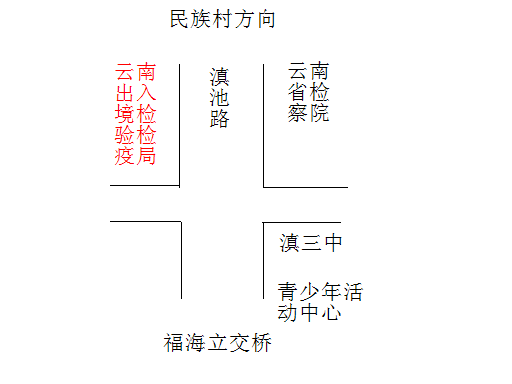 民族村方向
云南
出入
境检
验检
疫局
滇
池
路
云南
省检
察院
滇三中
青少年活
动中心
福海立交桥